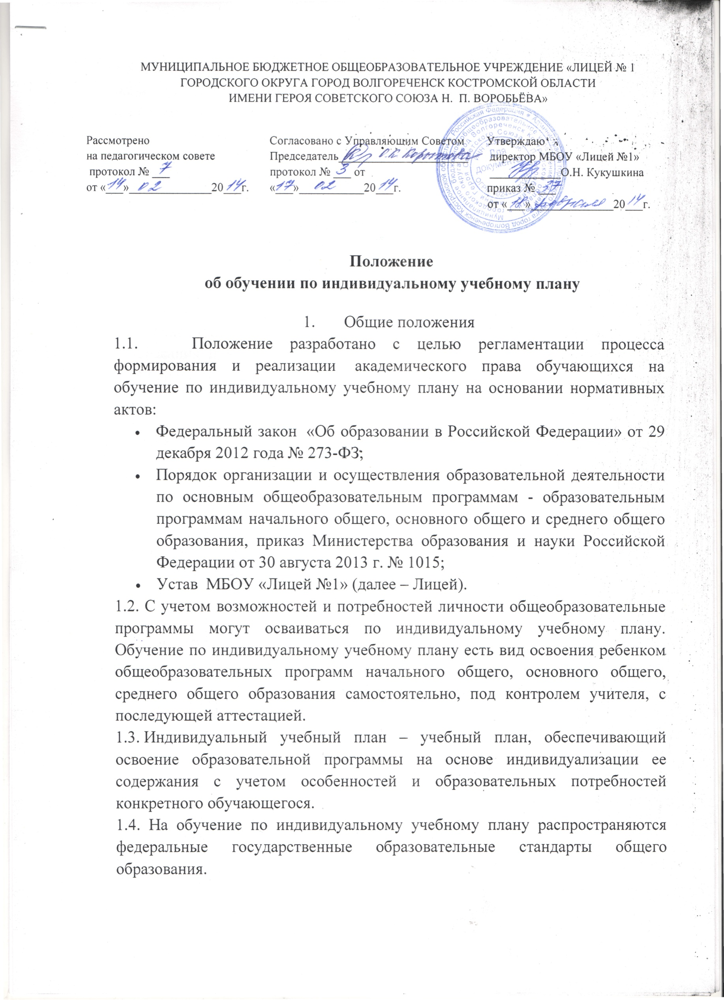 МУНИЦИПАЛЬНОЕ БЮДЖЕТНОЕ ОБЩЕОБРАЗОВАТЕЛЬНОЕ УЧРЕЖДЕНИЕ «ЛИЦЕЙ № 1
ГОРОДСКОГО ОКРУГА ГОРОД ВОЛГОРЕЧЕНСК КОСТРОМСКОЙ ОБЛАСТИ
ИМЕНИ ГЕРОЯ СОВЕТСКОГО СОЮЗА Н. П. ВОРОБЬЁВА»
Рассмотрено
на педагогическом совете
протокол № 7
от «14» 02 2014г.
Согласовано с Управляющим Советом
Председатель О.К.
протокол № 3 от
«17» 02 2014г.
Утверждаю
директор МБОУ «Лицей №1»
О.Н. Кукушкина
приказ № 37
от «18» февраля 2014г.
Для
документов
Положение
об обучении по индивидуальному учебному плану
1. Общие положения
1.1. Положение разработано с целью регламентации процесса
формирования и реализации академического права обучающихся на
обучение по индивидуальному учебному плану на основании нормативных
актов:
• Федеральный закон «Об образовании в Российской Федерации» от 29
декабря 2012 года № 273-ФЗ;
• Порядок организации и осуществления образовательной деятельности
по основным общеобразовательным программам - образовательным
программам начального общего, основного общего и среднего общего
образования, приказ Министерства образования и науки Российской
Федерации от 30 августа 2013 г. № 1015;
• Устав МБОУ «Лицей №1» (далее – Лицей).
1.2. С учетом возможностей и потребностей личности общеобразовательные
программы могут осваиваться по индивидуальному учебному плану.
Обучение по индивидуальному учебному плану есть вид освоения ребенком
общеобразовательных программ начального общего, основного общего,
среднего общего образования самостоятельно, под контролем учителя, с
последующей аттестацией.
1.3. Индивидуальный учебный план – учебный план, обеспечивающий
освоение образовательной программы на основе индивидуализации ее
содержания с учетом особенностей и образовательных потребностей
конкретного обучающегося.
1.4. На обучение по индивидуальному учебному плану распространяются
федеральные государственные образовательные стандарты общего
образования.